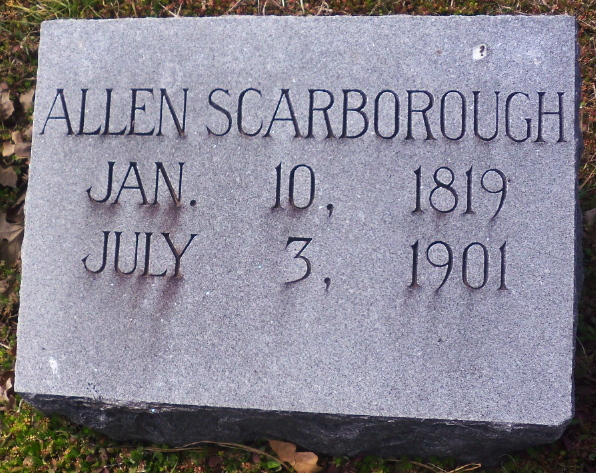 ALLEN SCARBOROUGH
JAN. 10, 1819
JULY 3, 1901